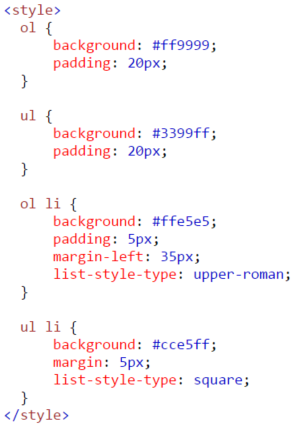 <style>
ol {
background: #ff9999;
padding: 20px;
}
ul {
background: #3399ff;
padding: 20px;
}
ol li {
background: #ffe5e5;
padding: 5px;
margin-left: 35px;
list-style-type: upper-roman;
}
ul li {
background: #cce5ff;
margin: 5px;
list-style-type: square;
}
</style>